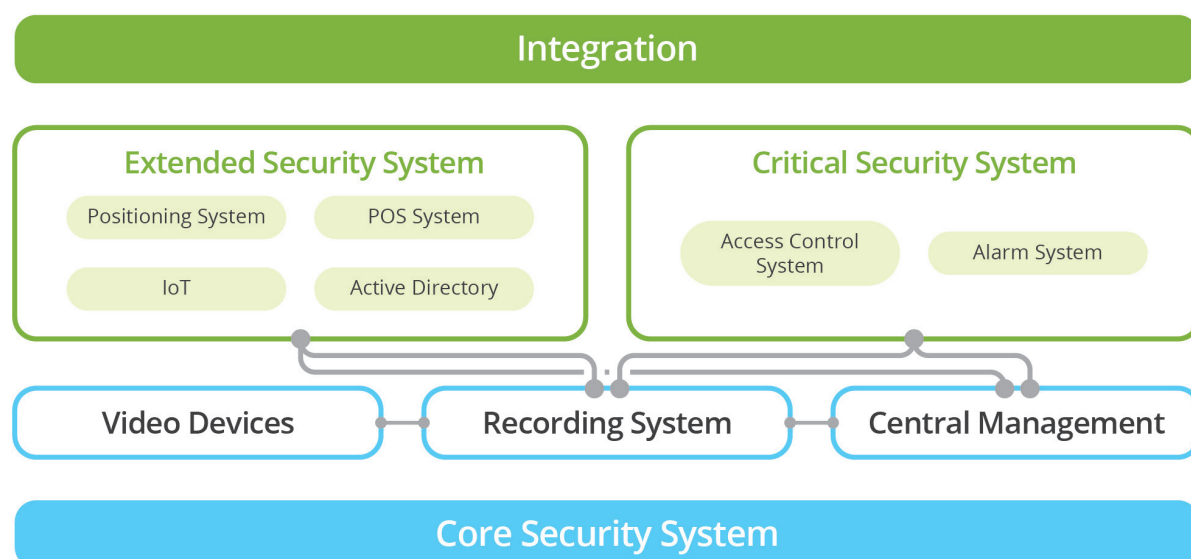 Integration
Extended Security System
Critical Security System
Positioning System
POS System
IoT
Active Directory
Access Control
System
Alarm System
Video Devices
Recording System
Central Management
Core Security System